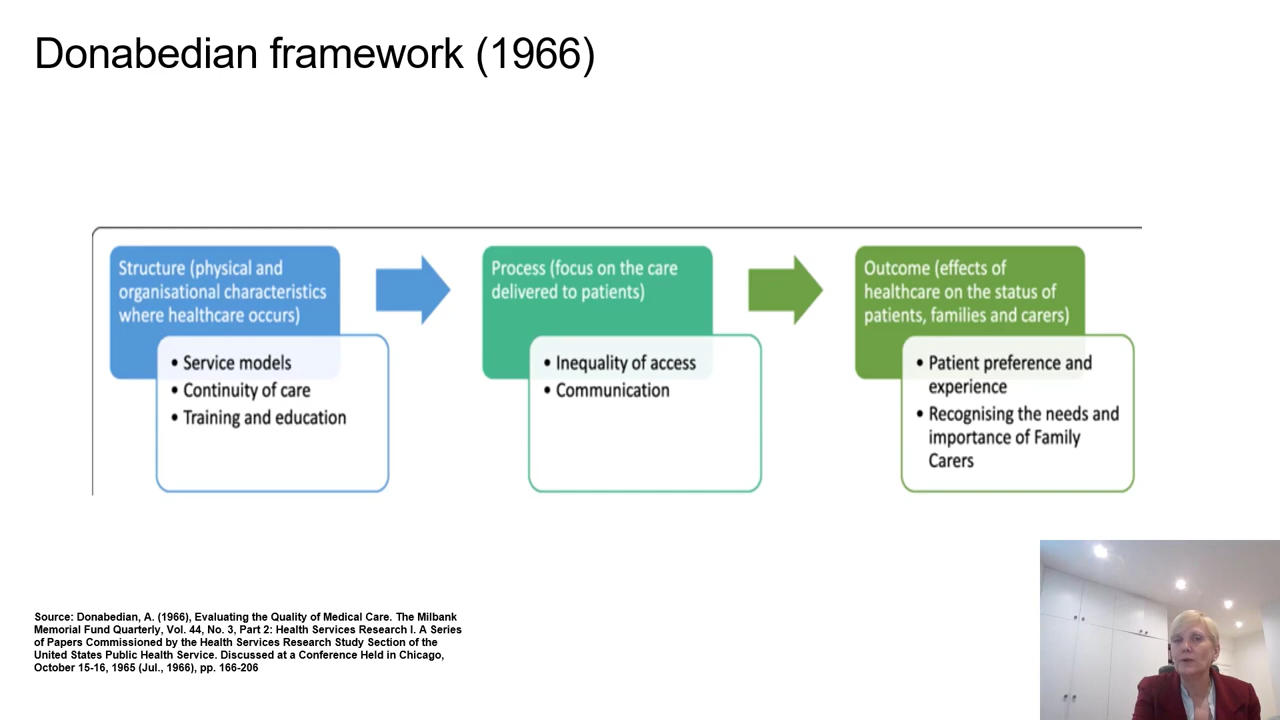 Donabedian framework (1966)
Structure (physical and
organisational characteristics
where healthcare occurs)
• Service models
• Continuity of care
• Training and education
Process (focus on the care
delivered to patients)
• Inequality of access
• Communication
Outcome (effects of
healthcare on the status of
patients, families and carers)
• Patient preference and
experience
• Recognising the needs and
importance of Family
Carers
Source: Donabedian, A. (1966), Evaluating the Quality of Medical Care. The Milbank
Memorial Fund Quarterly, Vol. 44, No. 3, Part 2: Health Services Research I. A Series
of Papers Commissioned by the Health Services Research Study Section of the
United States Public Health Service. Discussed at a Conference Held in Chicago,
October 15-16, 1965 (Jul., 1966), pp. 166-206